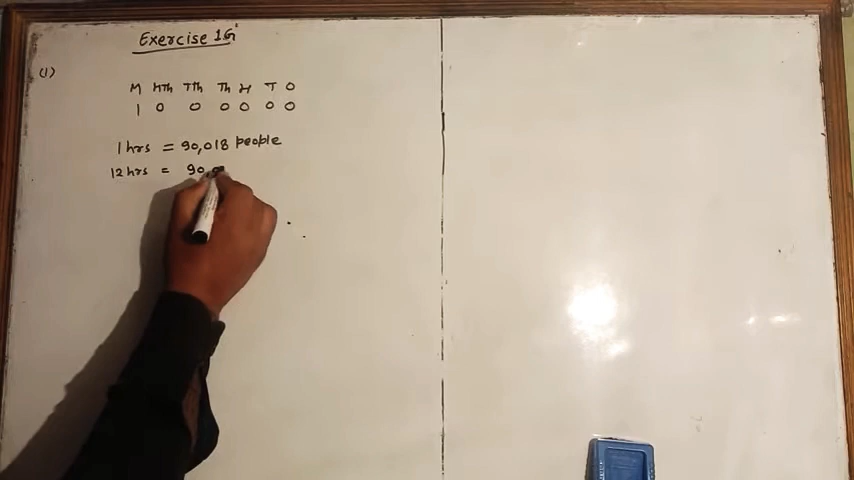 Exercise 1G
(1)
M HTh TTh Th H T O
1 0 0 0 0 0 0
1 hrs = 90,018 people
12 hrs = 90,0